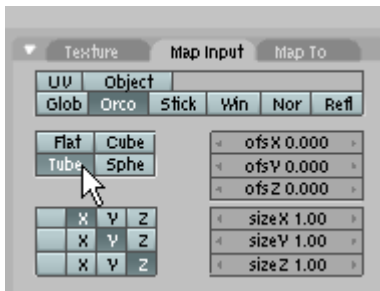 Texture Map Input Map To
UV Object
Glob Orco Stick Win Nor Refl
Flat Cube
Tube Sphe
ofsX 0.000
ofsY 0.000
ofsZ 0.000
X Y Z
X Y Z
X Y Z
sizeX 1.00
sizeY 1.00
sizeZ 1.00